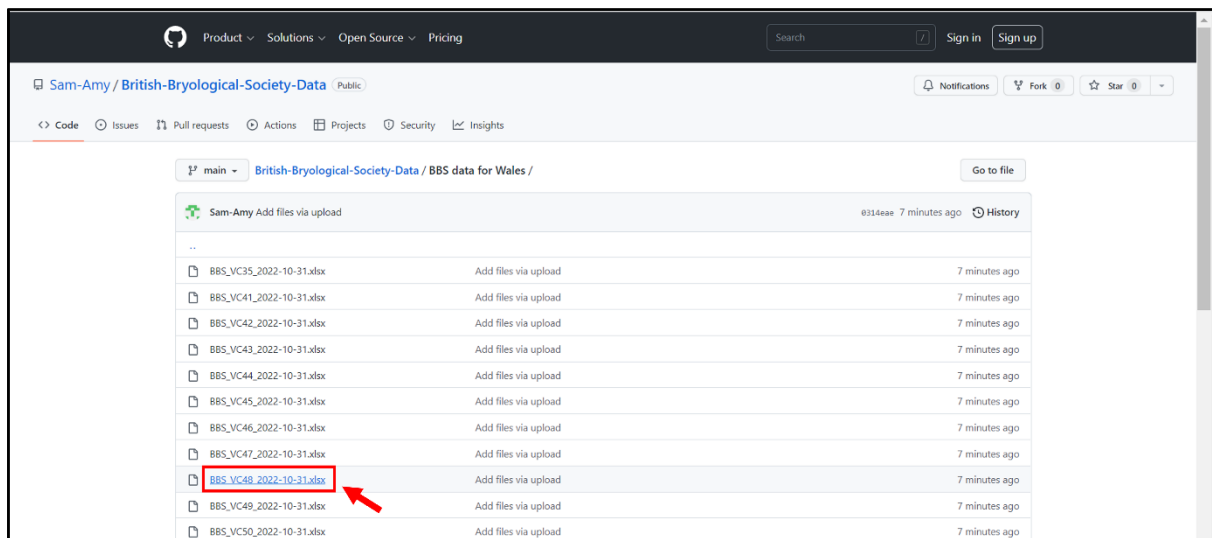 Product Solutions Open Source Pricing Search / Sign in Sign up
Sam-Amy / British-Bryological-Society-Data Public Notifications Fork 0 Star 0
<> Code Issues Pull requests Actions Projects Security Insights
main British-Bryological-Society-Data / BBS data for Wales / Go to file
Sam-Amy Add files via upload 0314eae 7 minutes ago History
..
BBS_VC35_2022-10-31.xlsx Add files via upload 7 minutes ago
BBS_VC41_2022-10-31.xlsx Add files via upload 7 minutes ago
BBS_VC42_2022-10-31.xlsx Add files via upload 7 minutes ago
BBS_VC43_2022-10-31.xlsx Add files via upload 7 minutes ago
BBS_VC44_2022-10-31.xlsx Add files via upload 7 minutes ago
BBS_VC45_2022-10-31.xlsx Add files via upload 7 minutes ago
BBS_VC46_2022-10-31.xlsx Add files via upload 7 minutes ago
BBS_VC47_2022-10-31.xlsx Add files via upload 7 minutes ago
BBS_VC48_2022-10-31.xlsx Add files via upload 7 minutes ago
BBS_VC49_2022-10-31.xlsx Add files via upload 7 minutes ago
BBS_VC50_2022-10-31.xlsx Add files via upload 7 minutes ago